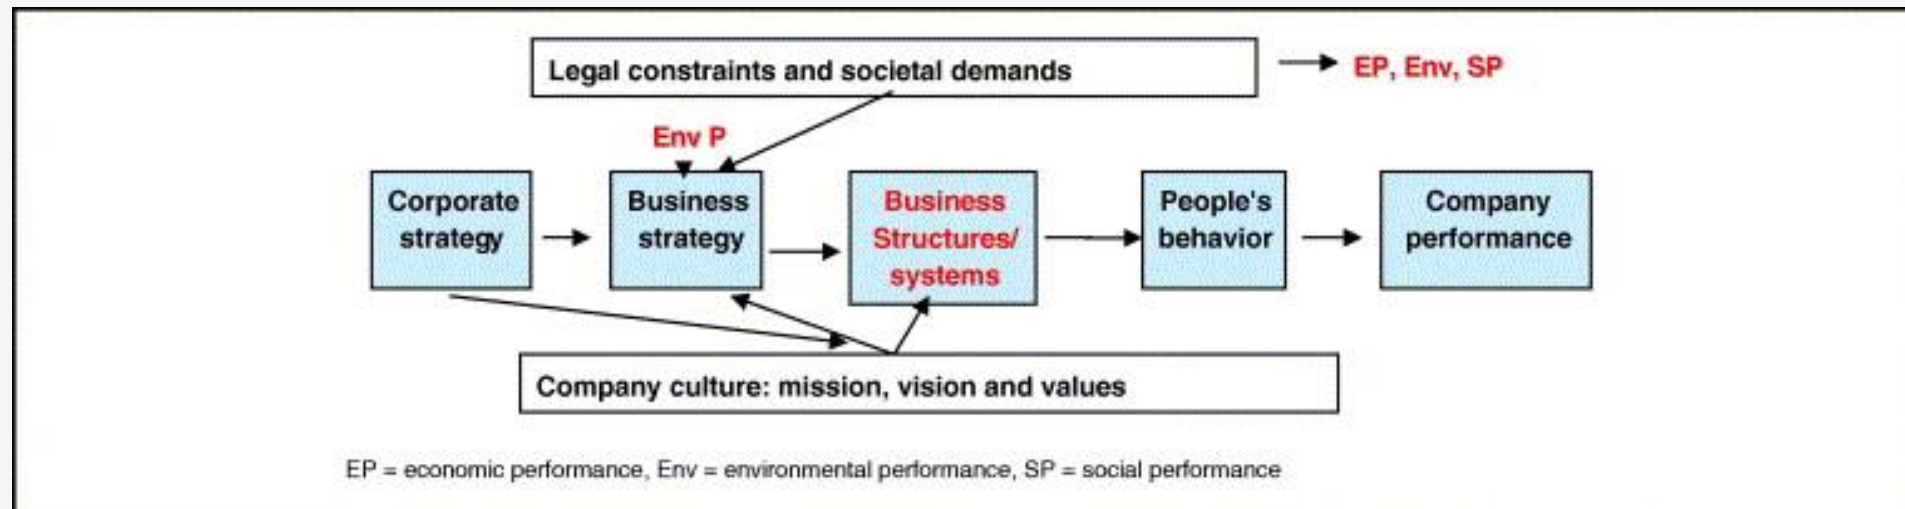 Legal constraints and societal demands
EP, Env, SP
Env P
Corporate
strategy
Business
strategy
Business
Structures/
systems
People's
behavior
Company
performance
Company culture: mission, vision and values
EP = economic performance, Env = environmental performance, SP = social performance